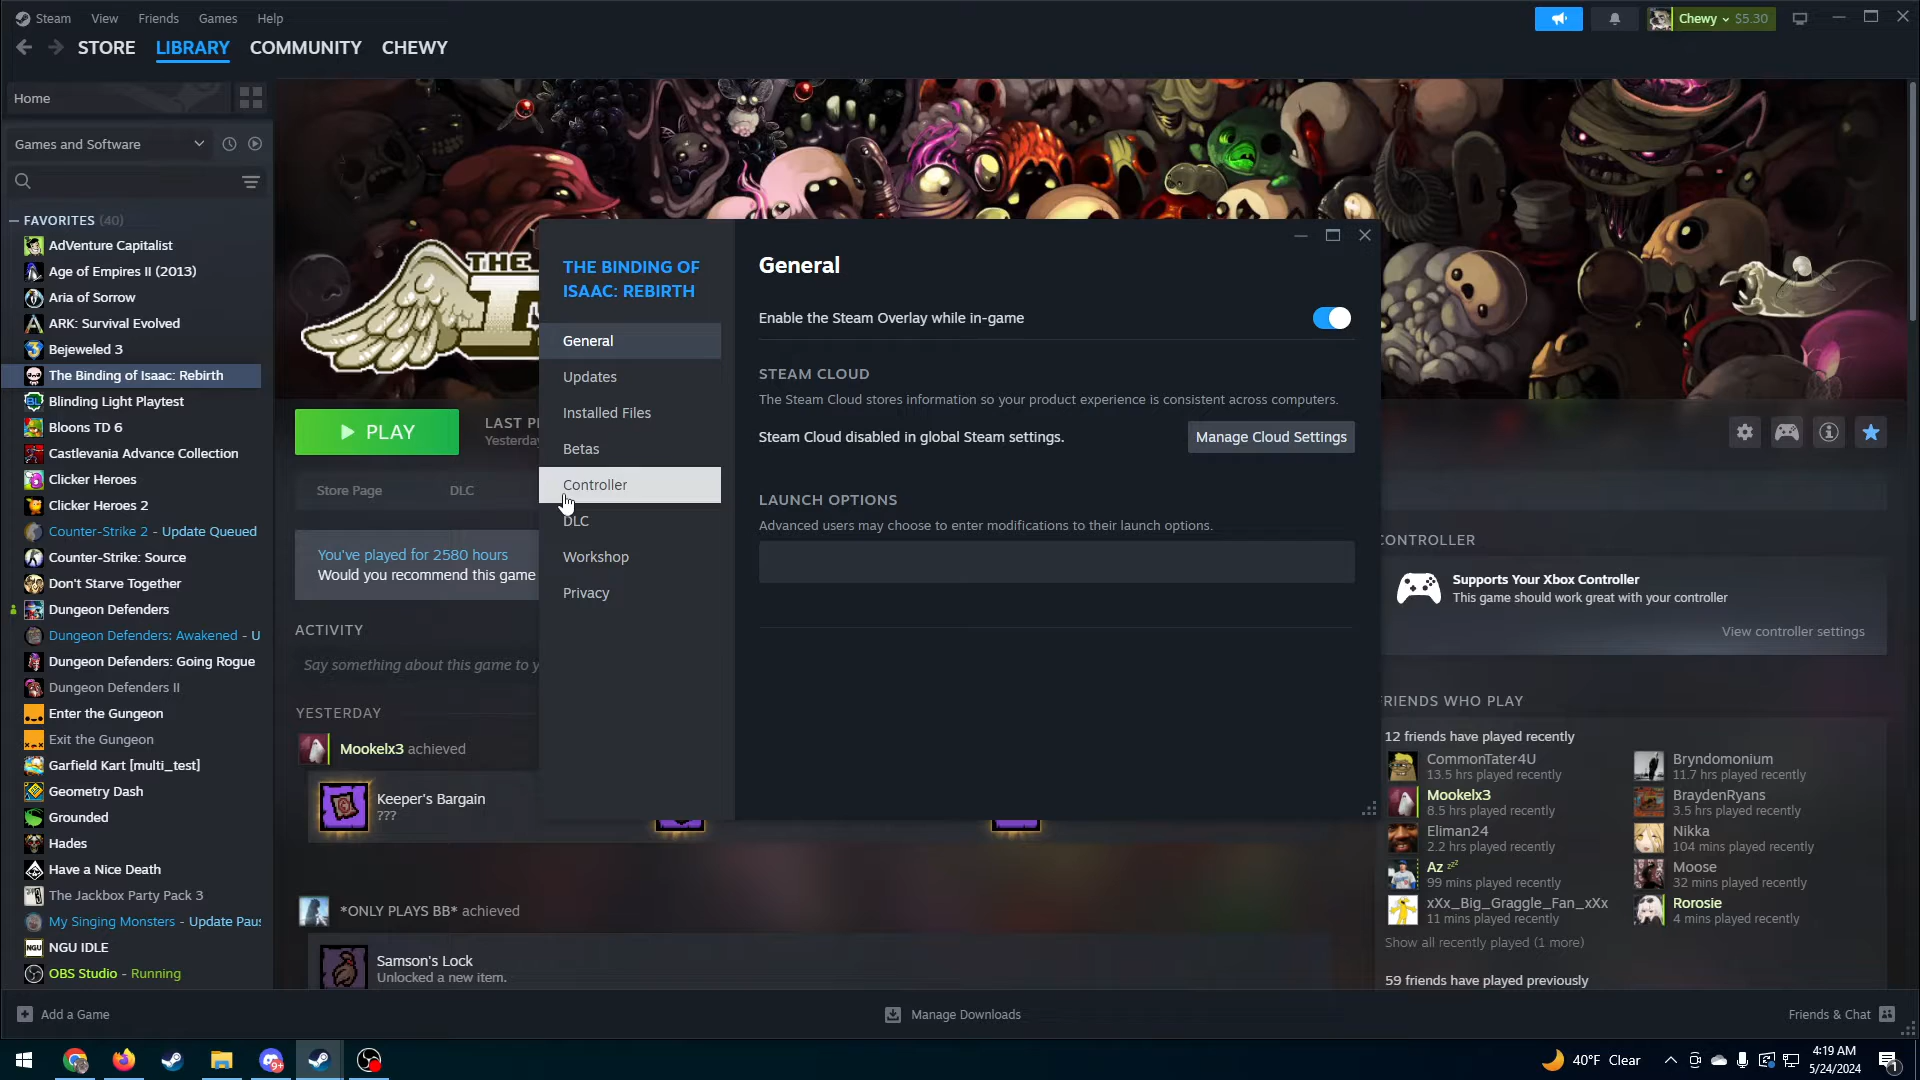 Steam View Friends Games Help
Chewy $5.30
STORE LIBRARY COMMUNITY CHEWY
Home
Games and Software
FAVORITES (40)
AdVenture Capitalist
Age of Empires II (2013)
Aria of Sorrow
ARK: Survival Evolved
Bejeweled 3
The Binding of Isaac: Rebirth
Blinding Light Playtest
Bloons TD 6
Castlevania Advance Collection
Clicker Heroes
Clicker Heroes 2
Counter-Strike 2 - Update Queued
Counter-Strike: Source
Don't Starve Together
Dungeon Defenders
Dungeon Defenders: Awakened - U
Dungeon Defenders: Going Rogue
Dungeon Defenders II
Enter the Gungeon
Exit the Gungeon
Garfield Kart [multi_test]
Geometry Dash
Grounded
Hades
Have a Nice Death
The Jackbox Party Pack 3
My Singing Monsters - Update Paus
NGU IDLE
OBS Studio - Running
THE
PLAY
LAST P
Yesterda
Store Page DLC
You've played for 2580 hours
Would you recommend this game
ACTIVITY
Say something about this game to y
YESTERDAY
Mookelx3 achieved
Keeper's Bargain
???
*ONLY PLAYS BB* achieved
Samson's Lock
Unlocked a new item.
THE BINDING OF
ISAAC: REBIRTH
General
Updates
Installed Files
Betas
Controller
DLC
Workshop
Privacy
General
Enable the Steam Overlay while in-game
STEAM CLOUD
The Steam Cloud stores information so your product experience is consistent across computers.
Steam Cloud disabled in global Steam settings.
Manage Cloud Settings
LAUNCH OPTIONS
Advanced users may choose to enter modifications to their launch options.
CONTROLLER
Supports Your Xbox Controller
This game should work great with your controller
View controller settings
FRIENDS WHO PLAY
12 friends have played recently
CommonTater4U
13.5 hrs played recently
Bryndomonium
11.7 hrs played recently
Mookelx3
8.5 hrs played recently
BraydenRyans
3.5 hrs played recently
Eliman24
2.2 hrs played recently
Nikka
104 mins played recently
Az zzz
99 mins played recently
Moose
32 mins played recently
xXx_Big_Graggle_Fan_xXx
11 mins played recently
Rorosie
4 mins played recently
Show all recently played (1 more)
59 friends have played previously
Add a Game
Manage Downloads
Friends & Chat
9+
40°F Clear
4:19 AM
5/24/2024
1